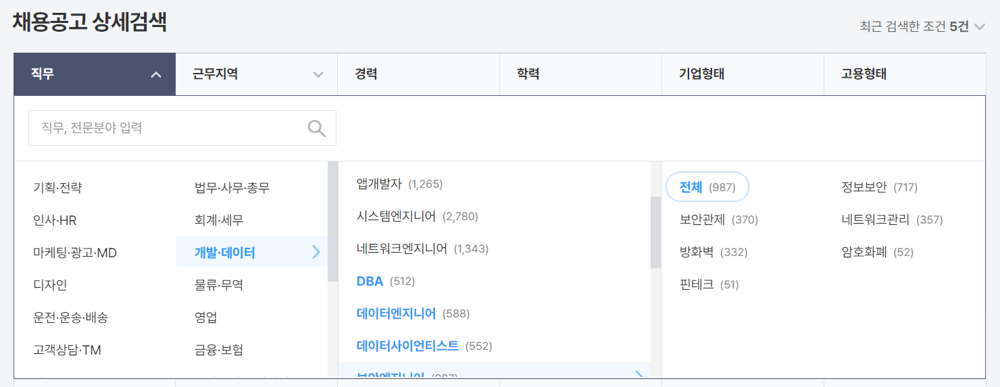 채용공고 상세검색
최근 검색한 조건 5건
직무 근무지역 경력 학력 기업형태 고용형태
직무, 전문분야 입력
기획·전략
인사·HR
마케팅·광고·MD
디자인
운전·운송·배송
고객상담·TM
법무·사무·총무
회계·세무
개발·데이터
물류·무역
영업
금융·보험
앱개발자 (1,265)
시스템엔지니어 (2,780)
네트워크엔지니어 (1,343)
DBA (512)
데이터엔지니어 (588)
데이터사이언티스트 (552)
보안엔지니어 (987)
전체 (987)
보안관제 (370)
방화벽 (332)
핀테크 (51)
정보보안 (717)
네트워크관리 (357)
암호화폐 (52)